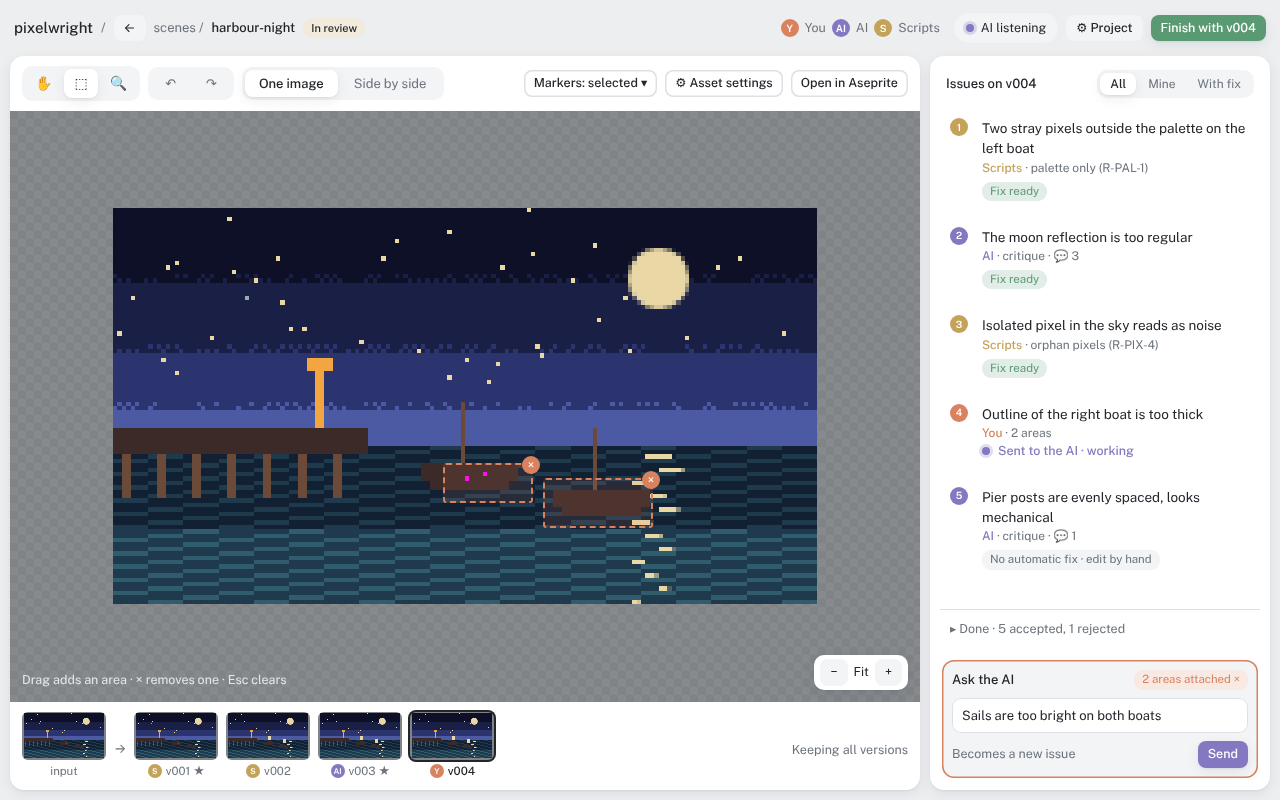 pixelwright / ← scenes / harbour-night In review Y You AI AI S Scripts AI listening ⚙ Project Finish with v004
One image Side by side Markers: selected ▾ ⚙ Asset settings Open in Aseprite
Drag adds an area · × removes one · Esc clears
− Fit +
input → S v001 ★ S v002 AI v003 ★ Y v004
Keeping all versions
Issues on v004 All Mine With fix
1 Two stray pixels outside the palette on the
left boat
Scripts · palette only (R-PAL-1)
Fix ready
2 The moon reflection is too regular
AI · critique · 💬 3
Fix ready
3 Isolated pixel in the sky reads as noise
Scripts · orphan pixels (R-PIX-4)
Fix ready
4 Outline of the right boat is too thick
You · 2 areas
Sent to the AI · working
5 Pier posts are evenly spaced, looks
mechanical
AI · critique · 💬 1
No automatic fix · edit by hand
▸ Done · 5 accepted, 1 rejected
Ask the AI 2 areas attached ×
Sails are too bright on both boats
Becomes a new issue Send